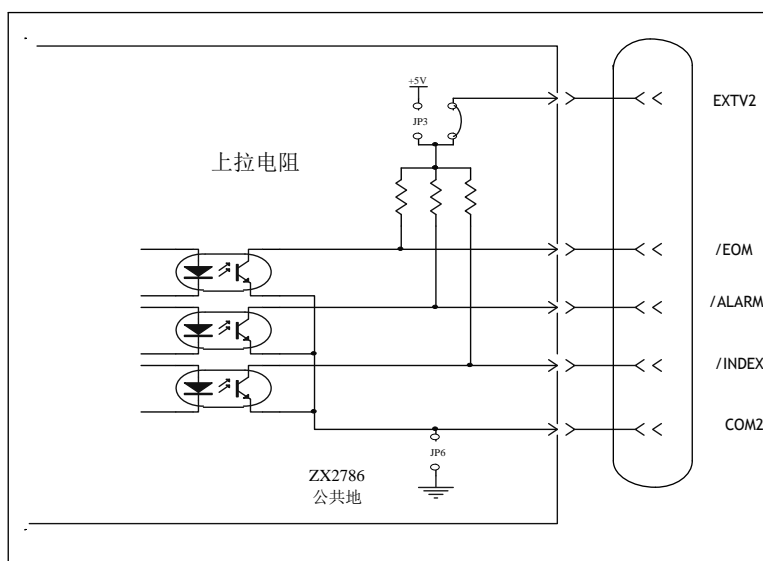 +5V
EXTV2
JP3
上拉电阻
/EOM
/ALARM
/INDEX
COM2
JP6
ZX2786
公共地